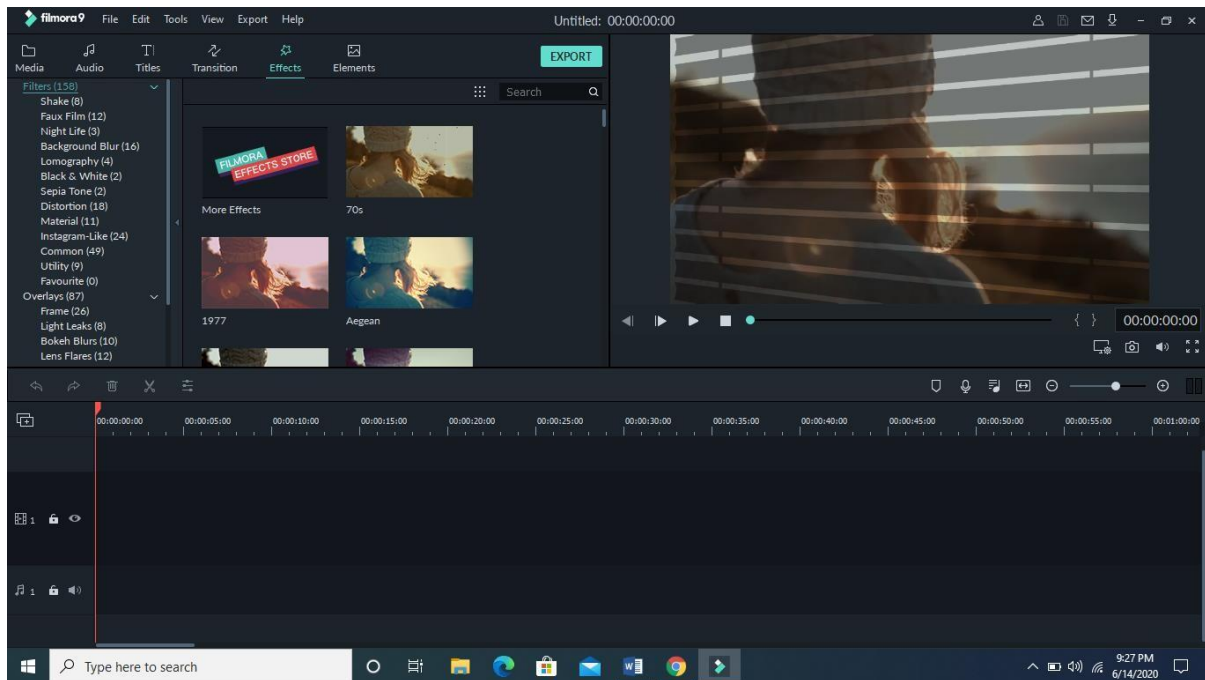 filmora9 File Edit Tools View Export Help Untitled: 00:00:00:00
Media Audio Titles Transition Effects Elements EXPORT
Filters (158)
Shake (8)
Faux Film (12)
Night Life (3)
Background Blur (16)
Lomography (4)
Black & White (2)
Sepia Tone (2)
Distortion (18)
Material (11)
Instagram-Like (24)
Common (49)
Utility (9)
Favourite (0)
Overlays (87)
Frame (26)
Light Leaks (8)
Bokeh Blurs (10)
Lens Flares (12)
Search
FILMORA
EFFECTS STORE
More Effects 70s
1977 Aegean
{ } 00:00:00:00
00:00:00:00 00:00:05:00 00:00:10:00 00:00:15:00 00:00:20:00 00:00:25:00 00:00:30:00 00:00:35:00 00:00:40:00 00:00:45:00 00:00:50:00 00:00:55:00 00:01:00:00
1
1
Type here to search
9:27 PM
6/14/2020